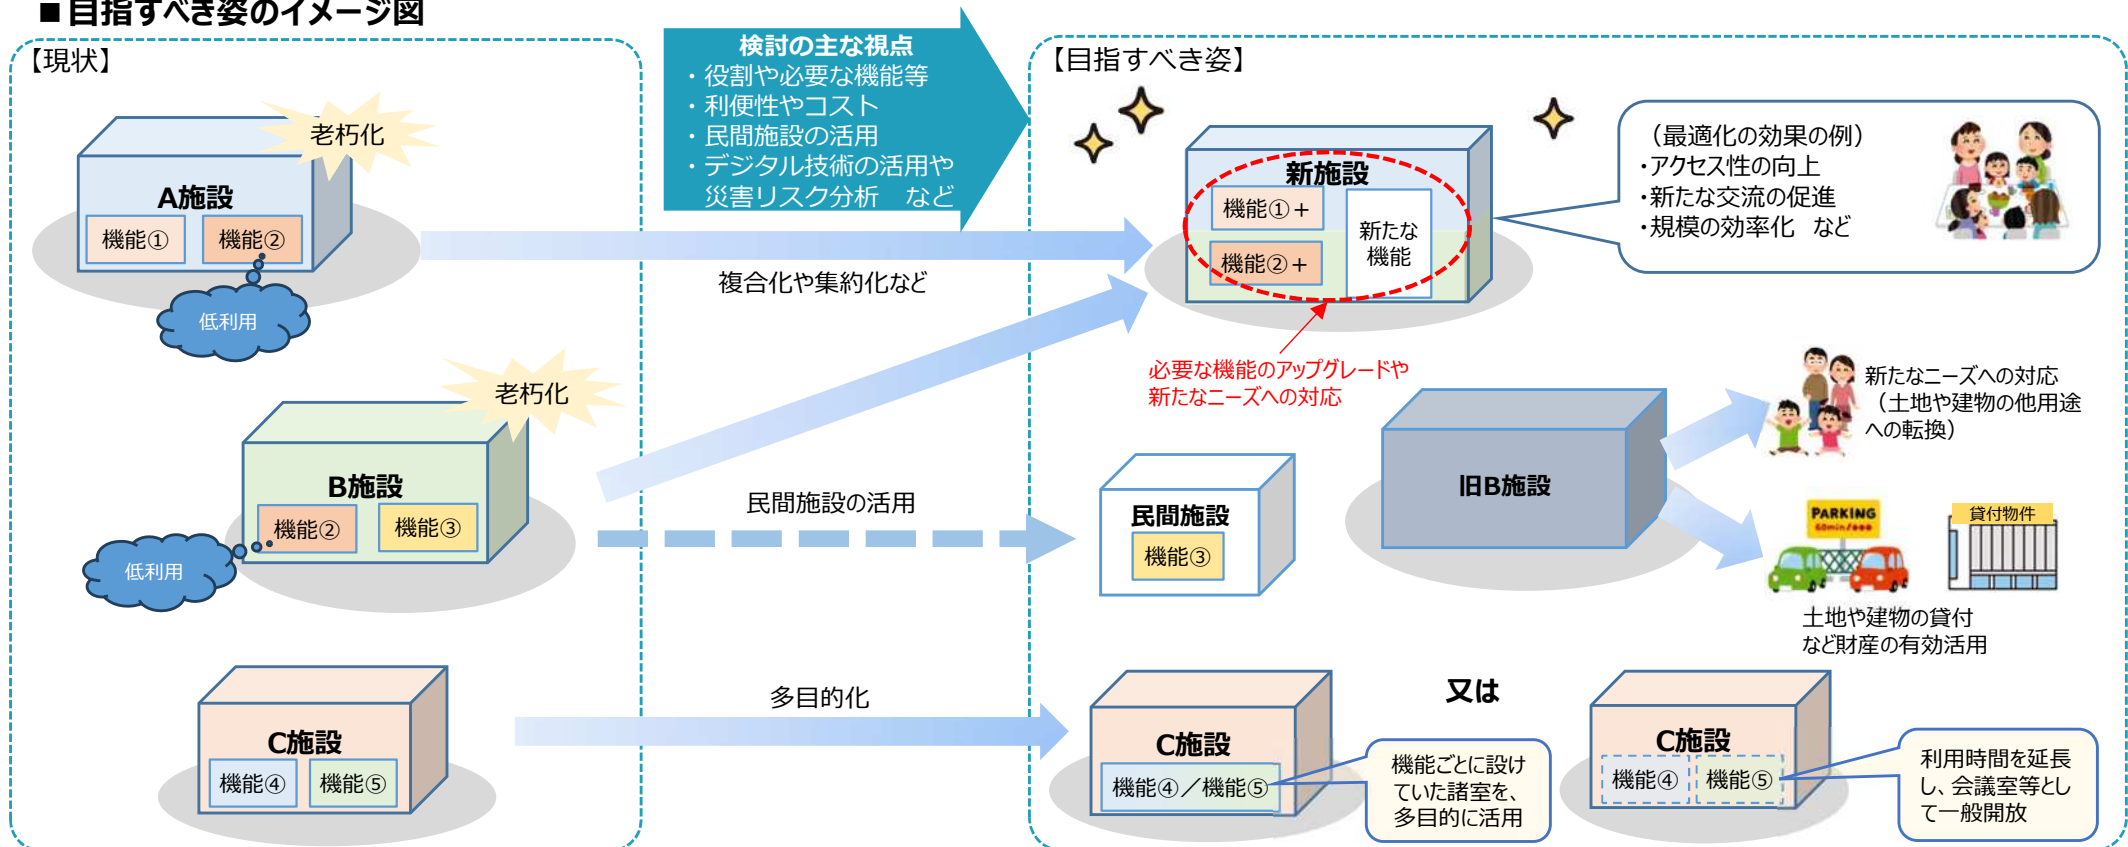 ■目指すべき姿のイメージ図
【現状】
老朽化
A施設
機能①
機能②
低利用
老朽化
B施設
機能②
機能③
低利用
C施設
機能④
機能⑤
検討の主な視点
・役割や必要な機能等
・利便性やコスト
・民間施設の活用
・デジタル技術の活用や
災害リスク分析　など
複合化や集約化など
民間施設の活用
多目的化
【目指すべき姿】
新施設
機能①＋
機能②＋
新たな
機能
必要な機能のアップグレードや
新たなニーズへの対応
（最適化の効果の例）
・アクセス性の向上
・新たな交流の促進
・規模の効率化　など
民間施設
機能③
旧B施設
新たなニーズへの対応
（土地や建物の他用途
への転換）
PARKING
60min/●●●
貸付物件
土地や建物の貸付
など財産の有効活用
C施設
機能④／機能⑤
機能ごとに設け
ていた諸室を、
多目的に活用
又は
C施設
機能④
機能⑤
利用時間を延長
し、会議室等とし
て一般開放